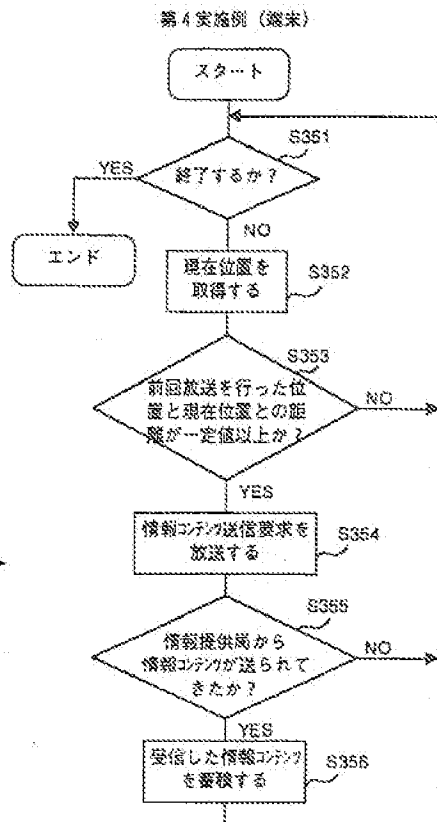 第4実施例 (端末)
スタート
S351
YES
終了するか?
NO
エンド
現在位置を
取得する
S352
S353
前回放送を行った位
置と現在位置との距
離が一定値以上か?
NO
YES
情報コンテンツ送信要求を
放送する
S354
S355
情報提供局から
情報コンテンツが送られて
きたか?
NO
YES
受信した情報コンテンツ
を蓄積する
S356